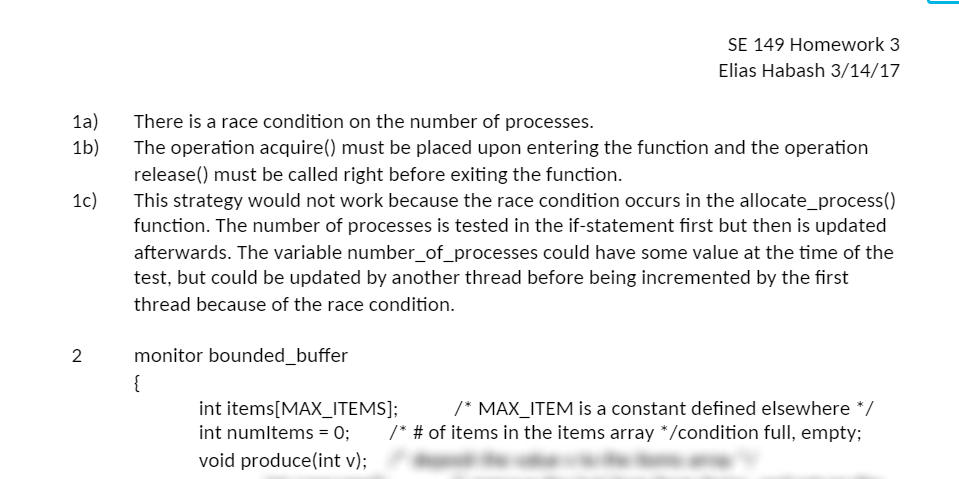 SE 149 Homework 3
Elias Habash 3/14/17
1a) There is a race condition on the number of processes.
1b) The operation acquire() must be placed upon entering the function and the operation
release() must be called right before exiting the function.
1c) This strategy would not work because the race condition occurs in the allocate_process()
function. The number of processes is tested in the if-statement first but then is updated
afterwards. The variable number_of_processes could have some value at the time of the
test, but could be updated by another thread before being incremented by the first
thread because of the race condition.
2 monitor bounded_buffer
{
int items[MAX_ITEMS]; /* MAX_ITEM is a constant defined elsewhere */
int numItems = 0; /* # of items in the items array */condition full, empty;
void produce(int v);